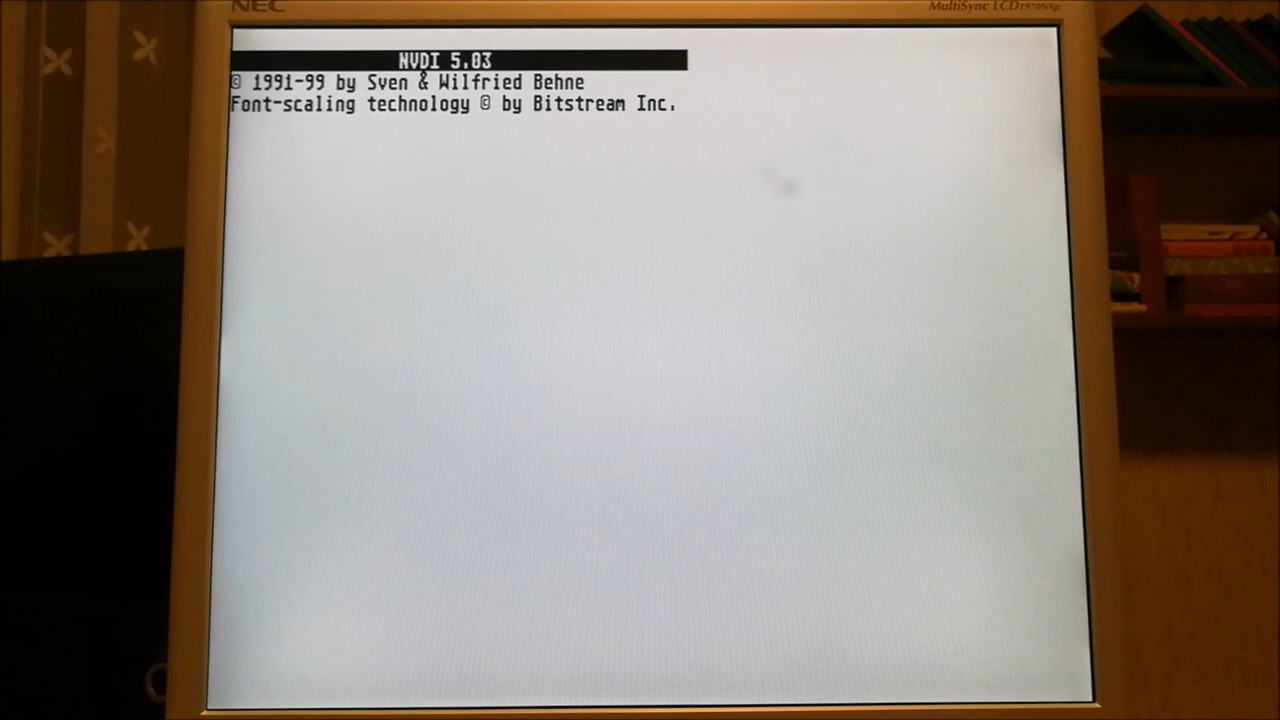 NEC
MultiSync LCD1970NXp
NVDI 5.03
© 1991-99 by Sven & Wilfried Behne
Font-scaling technology © by Bitstream Inc.